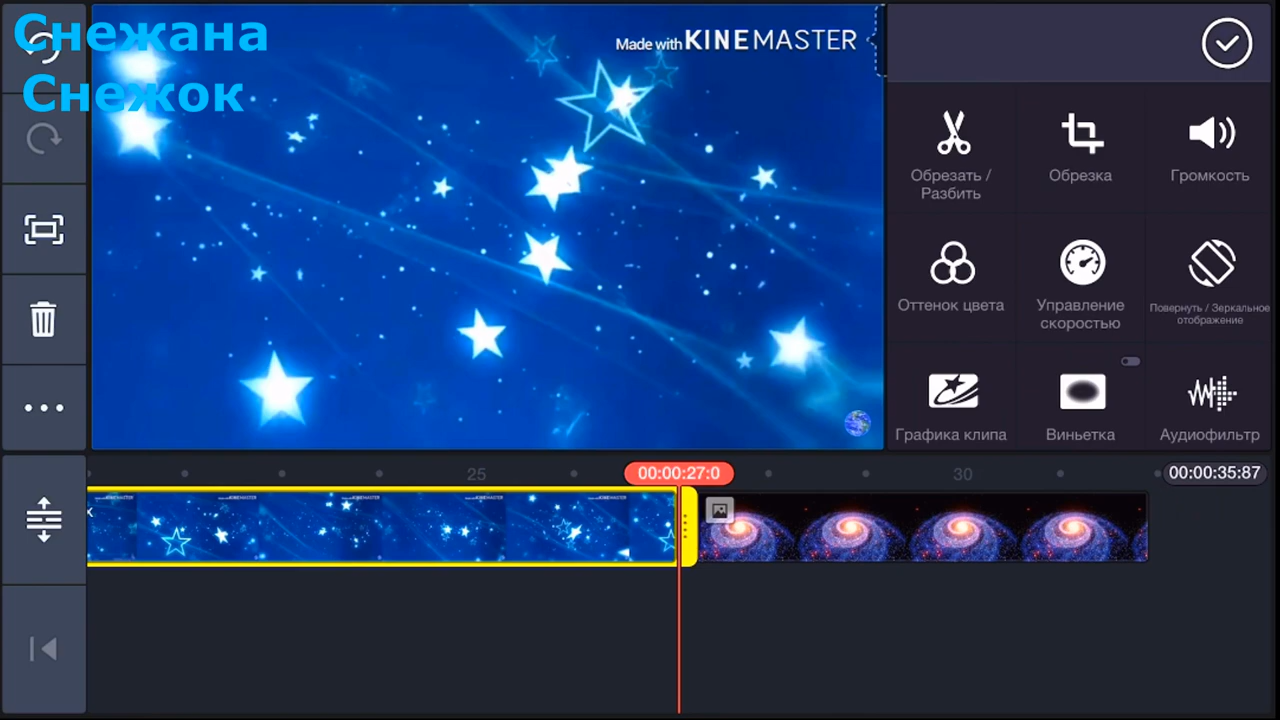 Снежана
Снежок
Made with KINEMASTER
Обрезать /
Разбить
Обрезка
Громкость
Оттенок цвета
Управление
скоростью
Повернуть / Зеркальное
отображение
Графика клипа
Виньетка
Аудиофильтр
25
00:00:27:0
30
00:00:35:87